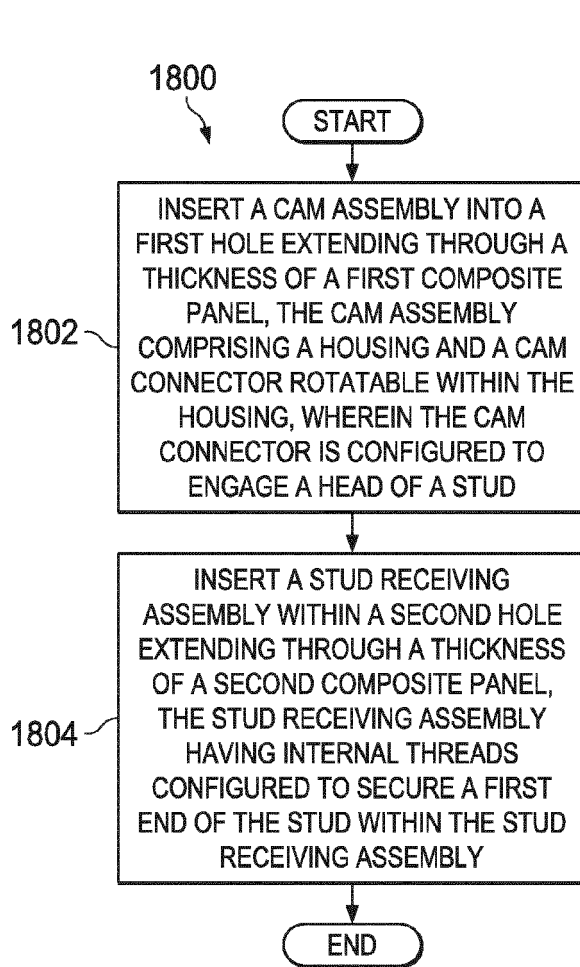 1800
START
INSERT A CAM ASSEMBLY INTO A
FIRST HOLE EXTENDING THROUGH A
THICKNESS OF A FIRST COMPOSITE
PANEL, THE CAM ASSEMBLY
COMPRISING A HOUSING AND A CAM
CONNECTOR ROTATABLE WITHIN THE
HOUSING, WHEREIN THE CAM
CONNECTOR IS CONFIGURED TO
ENGAGE A HEAD OF A STUD
1802
INSERT A STUD RECEIVING
ASSEMBLY WITHIN A SECOND HOLE
EXTENDING THROUGH A THICKNESS
OF A SECOND COMPOSITE PANEL,
THE STUD RECEIVING ASSEMBLY
HAVING INTERNAL THREADS
CONFIGURED TO SECURE A FIRST
END OF THE STUD WITHIN THE STUD
RECEIVING ASSEMBLY
1804
END